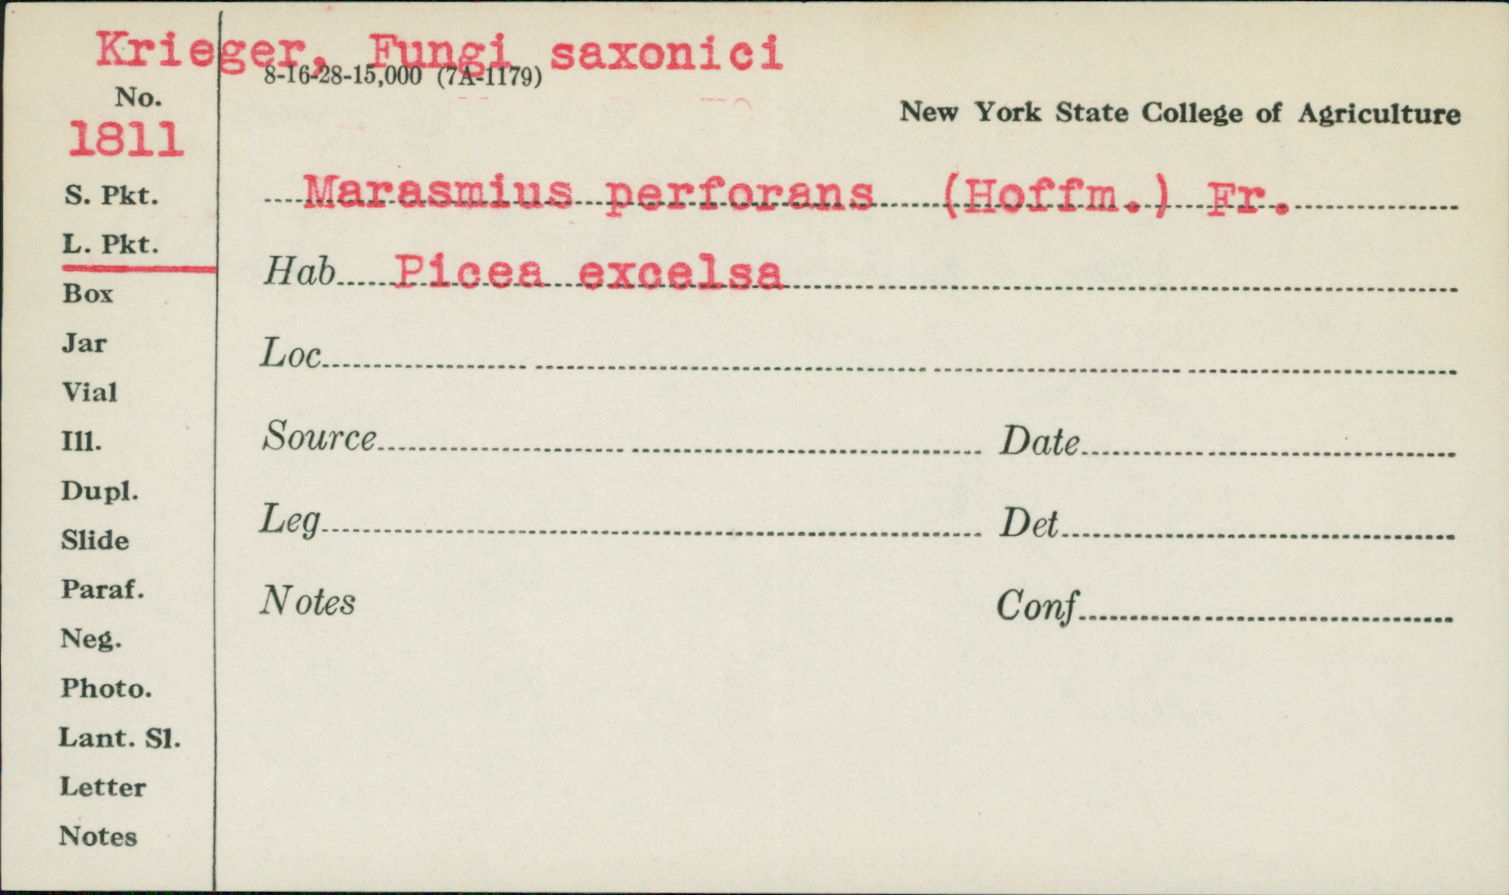 Krieger, Fungi saxonici
8-16-28-15,000 (7A-1179)
No.
1811
New York State College of Agriculture
S. Pkt.
L. Pkt.
Box
Jar
Vial
Ill.
Dupl.
Slide
Paraf.
Neg.
Photo.
Lant. Sl.
Letter
Notes
Marasmius perforans (Hoffm.) Fr.
Hab Picea excelsa
Loc
Source Date
Leg Det
Notes Conf